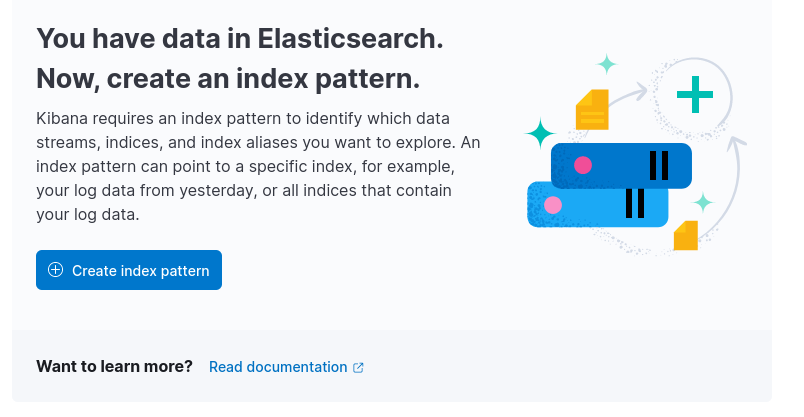 You have data in Elasticsearch.
Now, create an index pattern.
Kibana requires an index pattern to identify which data
streams, indices, and index aliases you want to explore. An
index pattern can point to a specific index, for example,
your log data from yesterday, or all indices that contain
your log data.
Create index pattern
Want to learn more? Read documentation